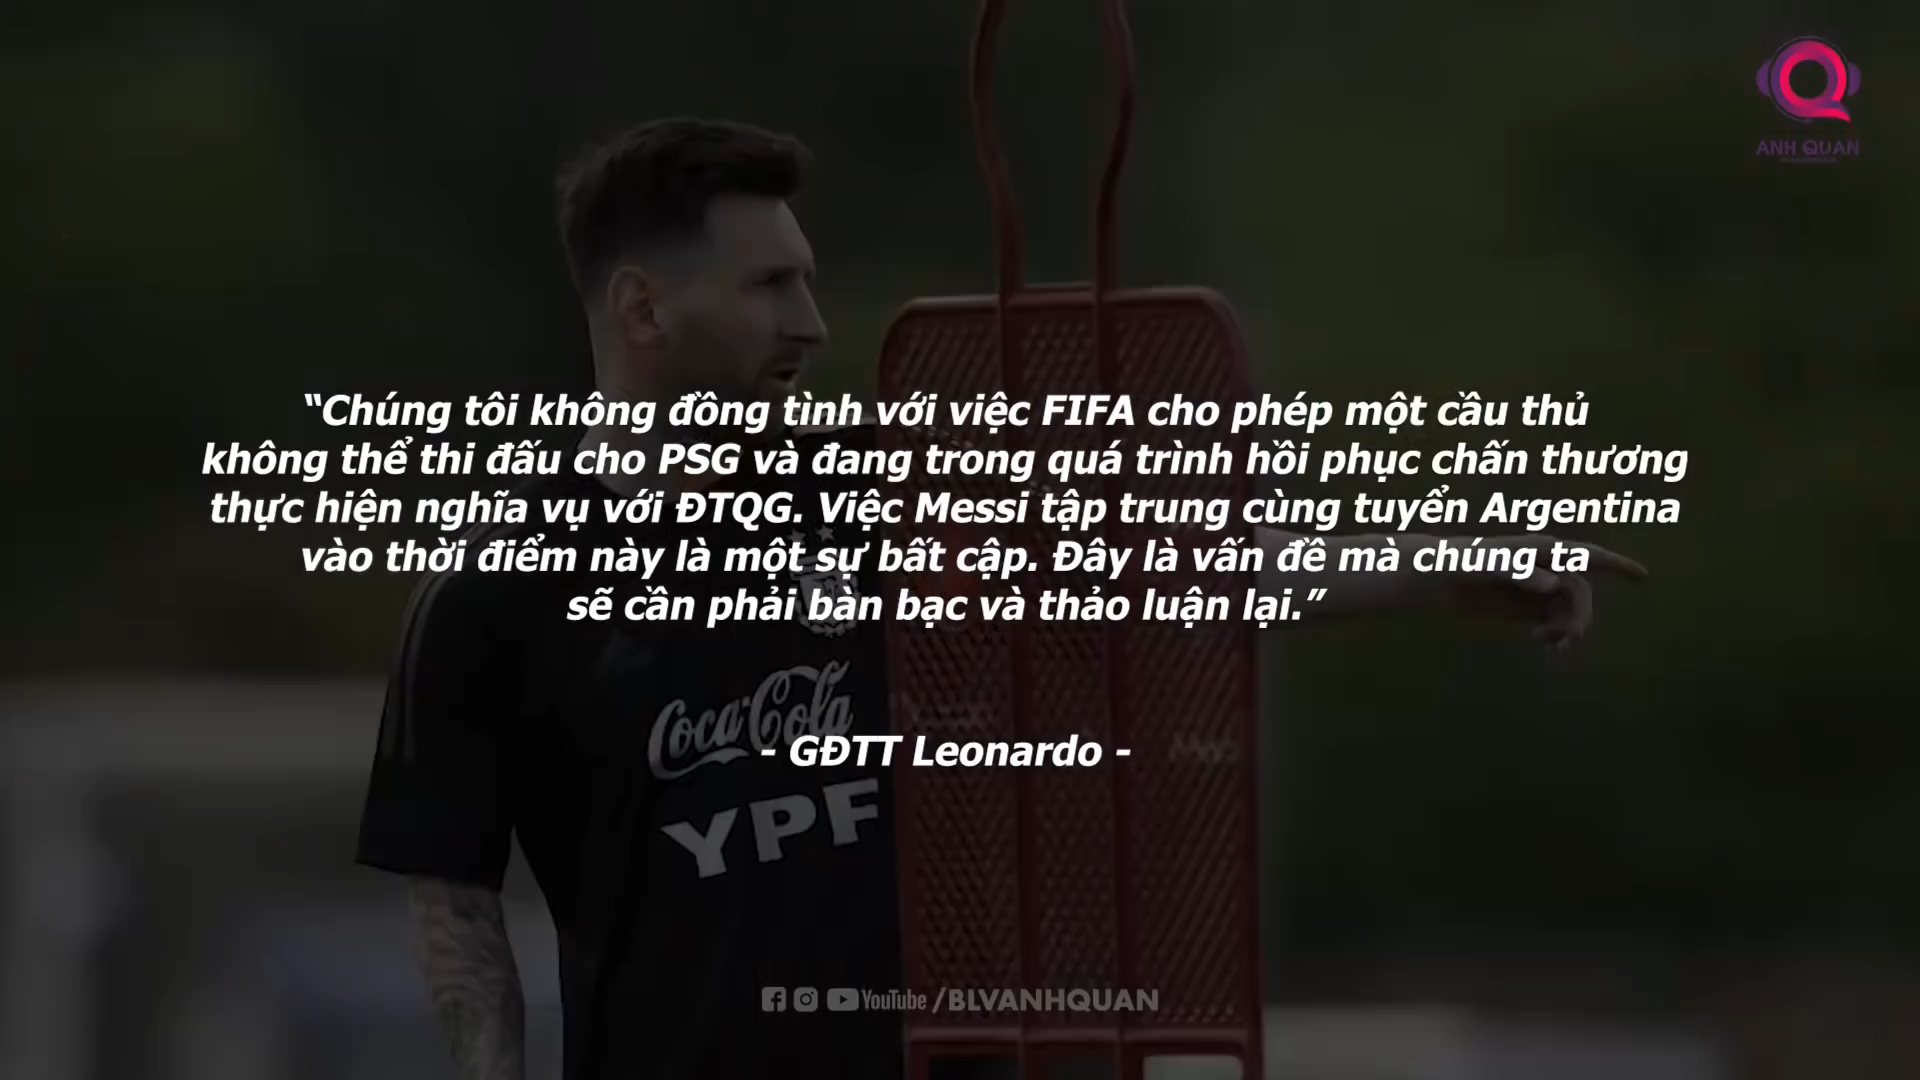 ANH QUAN
“Chúng tôi không đồng tình với việc FIFA cho phép một cầu thủ
không thể thi đấu cho PSG và đang trong quá trình hồi phục chấn thương
thực hiện nghĩa vụ với ĐTQG. Việc Messi tập trung cùng tuyển Argentina
vào thời điểm này là một sự bất cập. Đây là vấn đề mà chúng ta
sẽ cần phải bàn bạc và thảo luận lại.”
Coca-Cola
- GĐTT Leonardo -
YPF
YouTube /BLVANHQUAN